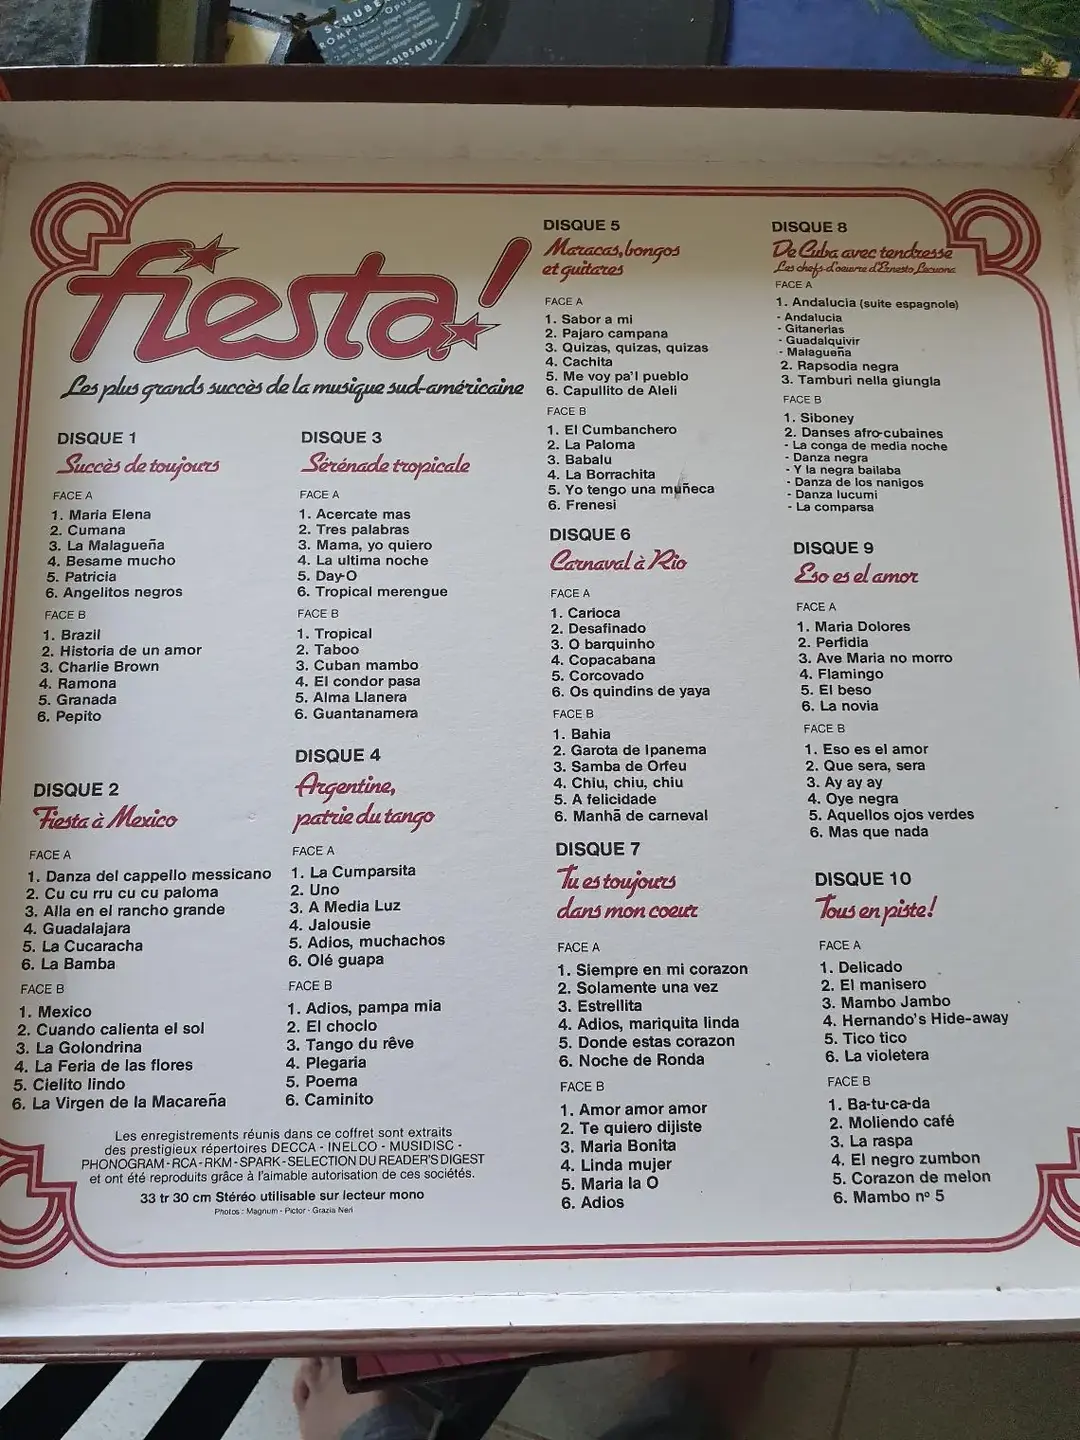 SCHUBE
GOLDSAND,
fiesta!
Les plus grands succès de la musique sud-américaine
DISQUE 1
Succès de toujours
FACE A
1. Maria Elena
2. Cumana
3. La Malagueña
4. Besame mucho
5. Patricia
6. Angelitos negros
FACE B
1. Brazil
2. Historia de un amor
3. Charlie Brown
4. Ramona
5. Granada
6. Pepito
DISQUE 2
Fiesta à Mexico
FACE A
1. Danza del cappello messicano
2. Cu cu rru cu cu paloma
3. Alla en el rancho grande
4. Guadalajara
5. La Cucaracha
6. La Bamba
FACE B
1. Mexico
2. Cuando calienta el sol
3. La Golondrina
4. La Feria de las flores
5. Cielito lindo
6. La Virgen de la Macareña
DISQUE 3
Sérénade tropicale
FACE A
1. Acercate mas
2. Tres palabras
3. Mama, yo quiero
4. La ultima noche
5. Day-O
6. Tropical merengue
FACE B
1. Tropical
2. Taboo
3. Cuban mambo
4. El condor pasa
5. Alma Llanera
6. Guantanamera
DISQUE 4
Argentine,
patrie du tango
FACE A
1. La Cumparsita
2. Uno
3. A Media Luz
4. Jalousie
5. Adios, muchachos
6. Olé guapa
FACE B
1. Adios, pampa mia
2. El choclo
3. Tango du rêve
4. Plegaria
5. Poema
6. Caminito
Les enregistrements réunis dans ce coffret sont extraits
des prestigieux répertoires DECCA - INELCO - MUSIDISC -
PHONOGRAM - RCA - RKM - SPARK - SELECTION DU READER'S DIGEST
et ont été reproduits grâce à l'aimable autorisation de ces sociétés.
33 tr 30 cm Stéréo utilisable sur lecteur mono
Photos : Magnum - Pictor - Grazia Neri
DISQUE 5
Maracas, bongos
et guitares
FACE A
1. Sabor a mi
2. Pajaro campana
3. Quizas, quizas, quizas
4. Cachita
5. Me voy pa'l pueblo
6. Capullito de Aleli
FACE B
1. El Cumbanchero
2. La Paloma
3. Babalu
4. La Borrachita
5. Yo tengo una muñeca
6. Frenesi
DISQUE 6
Carnaval à Rio
FACE A
1. Carioca
2. Desafinado
3. O barquinho
4. Copacabana
5. Corcovado
6. Os quindins de yaya
FACE B
1. Bahia
2. Garota de Ipanema
3. Samba de Orfeu
4. Chiu, chiu, chiu
5. A felicidade
6. Manhã de carneval
DISQUE 7
Tu es toujours
dans mon coeur
FACE A
1. Siempre en mi corazon
2. Solamente una vez
3. Estrellita
4. Adios, mariquita linda
5. Donde estas corazon
6. Noche de Ronda
FACE B
1. Amor amor amor
2. Te quiero dijiste
3. Maria Bonita
4. Linda mujer
5. Maria la O
6. Adios
DISQUE 8
De Cuba avec tendresse
Les chefs d'oeuvre d'Ernesto Lecuona
FACE A
1. Andalucia (suite espagnole)
- Andalucia
- Gitanerias
- Guadalquivir
- Malagueña
2. Rapsodia negra
3. Tamburi nella giungla
FACE B
1. Siboney
2. Danses afro-cubaines
- La conga de media noche
- Danza negra
- Y la negra bailaba
- Danza de los nanigos
- Danza lucumi
- La comparsa
DISQUE 9
Eso es el amor
FACE A
1. Maria Dolores
2. Perfidia
3. Ave Maria no morro
4. Flamingo
5. El beso
6. La novia
FACE B
1. Eso es el amor
2. Que sera, sera
3. Ay ay ay
4. Oye negra
5. Aquellos ojos verdes
6. Mas que nada
DISQUE 10
Tous en piste!
FACE A
1. Delicado
2. El manisero
3. Mambo Jambo
4. Hernando's Hide-away
5. Tico tico
6. La violetera
FACE B
1. Ba-tu-ca-da
2. Moliendo café
3. La raspa
4. El negro zumbon
5. Corazon de melon
6. Mambo nº 5